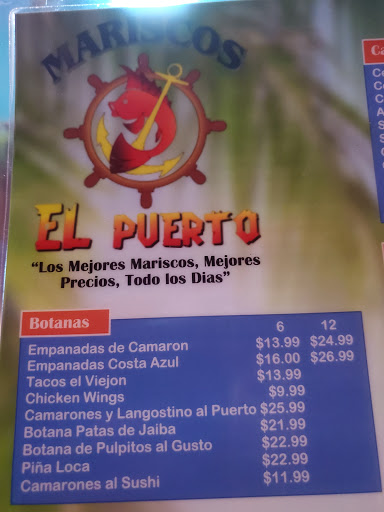 MARISCOS
EL PUERTO
“Los Mejores Mariscos, Mejores
Precios, Todo los Dias”
Botanas
6 12
Empanadas de Camaron $13.99 $24.99
Empanadas Costa Azul $16.00 $26.99
Tacos el Viejon $13.99
Chicken Wings $9.99
Camarones y Langostino al Puerto $25.99
Botana Patas de Jaiba $21.99
Botana de Pulpitos al Gusto $22.99
Piña Loca $22.99
Camarones al Sushi $11.99